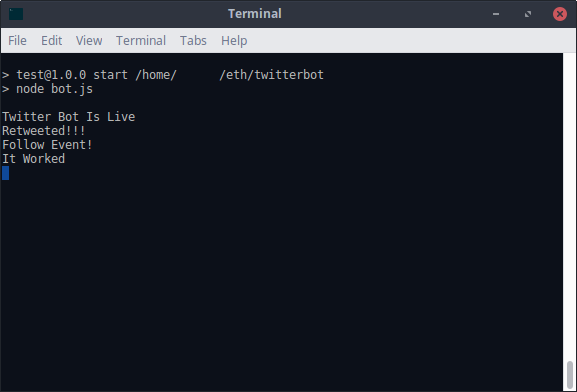 Terminal
File Edit View Terminal Tabs Help
> test@1.0.0 start /home/ /eth/twitterbot
> node bot.js
Twitter Bot Is Live
Retweeted!!!
Follow Event!
It Worked